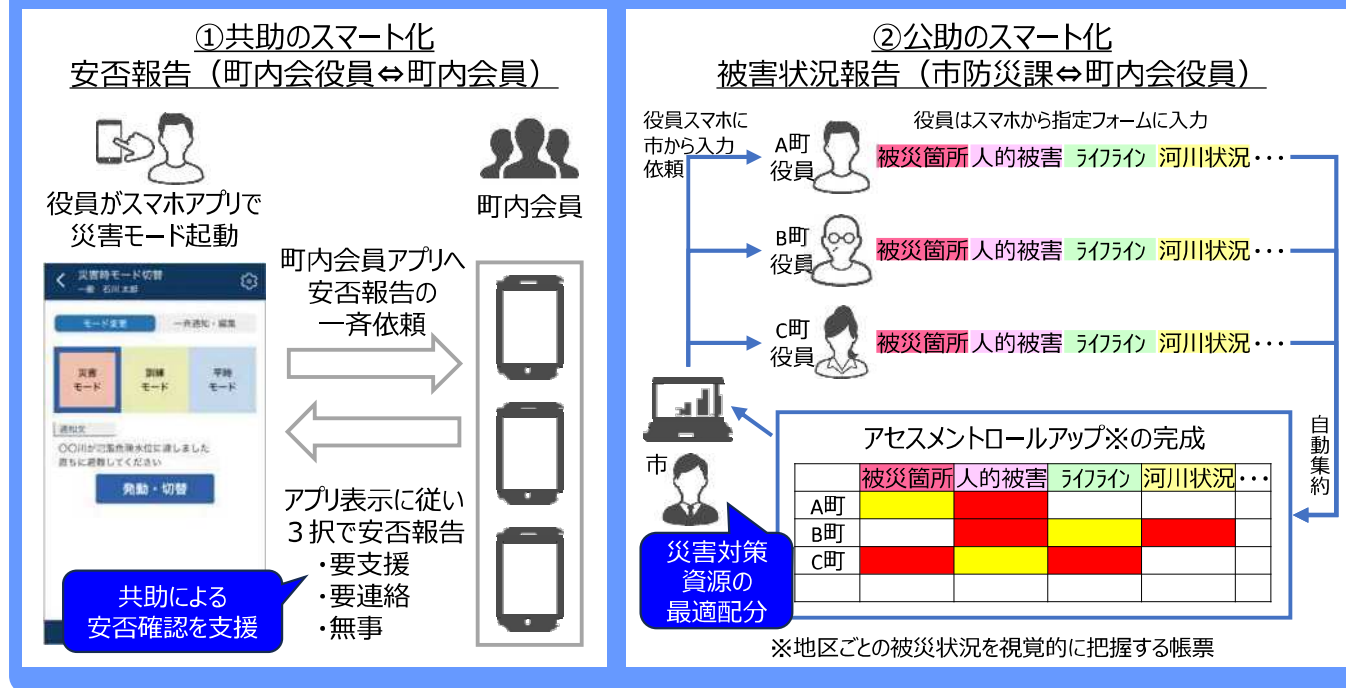 ①共助のスマート化
安否報告（町内会役員⇔町内会員）
役員がスマホアプリで
災害モード起動
町内会員
災害時モード切替
一般 石川太郎
モード変更
一斉通知・編集
災害
モード
訓練
モード
平時
モード
通知文
〇〇川が氾濫危険水位に達しました
直ちに避難してください
発動・切替
共助による
安否確認を支援
町内会員アプリへ
安否報告の
一斉依頼
アプリ表示に従い
３択で安否報告
・要支援
・要連絡
・無事
②公助のスマート化
被害状況報告（市防災課⇔町内会役員）
役員スマホに
市から入力
依頼
役員はスマホから指定フォームに入力
A町
役員
被災箇所 人的被害 ライフライン 河川状況・・・
B町
役員
被災箇所 人的被害 ライフライン 河川状況・・・
C町
役員
被災箇所 人的被害 ライフライン 河川状況・・・
自動集約
市
災害対策
資源の
最適配分
アセスメントロールアップ※の完成
被災箇所 人的被害 ライフライン 河川状況 ・・・
A町
B町
C町
※地区ごとの被災状況を視覚的に把握する帳票